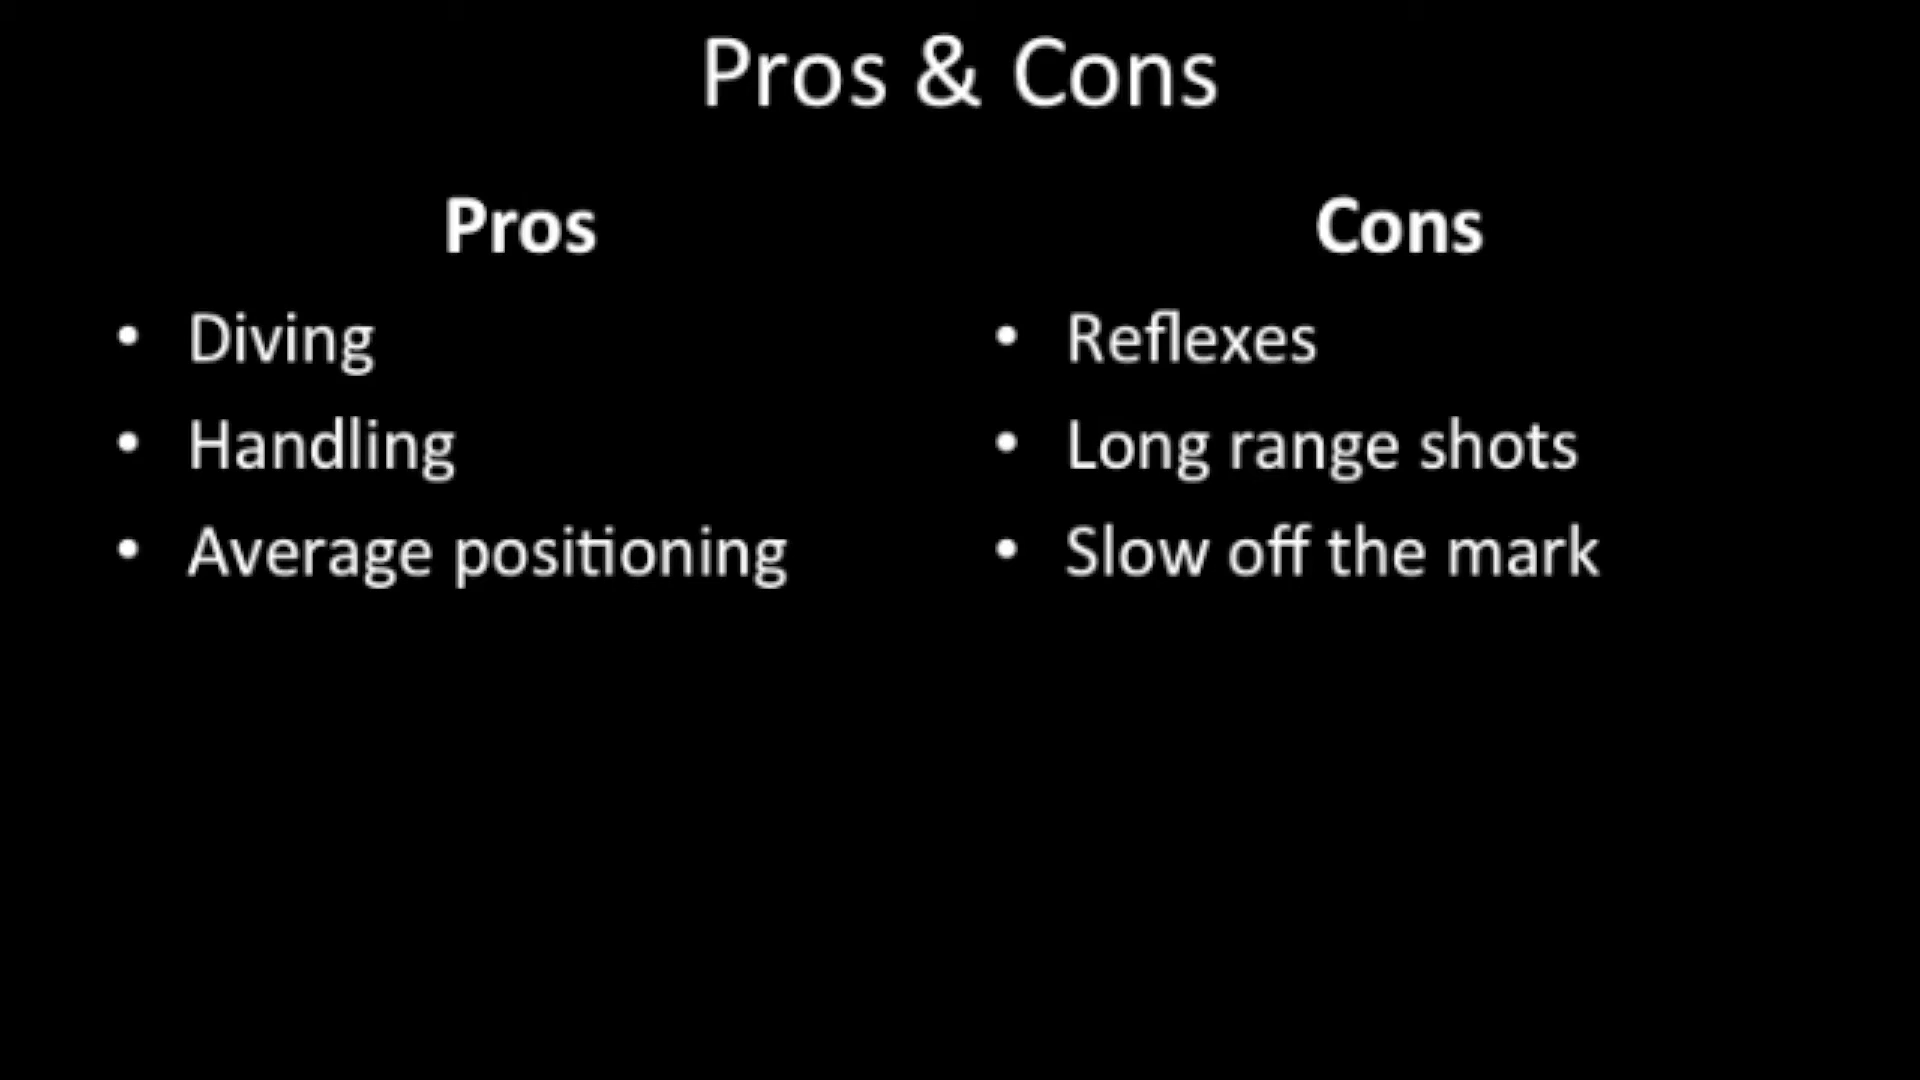 Pros & Cons
Pros
• Diving
• Handling
• Average positioning
Cons
• Reflexes
• Long range shots
• Slow off the mark